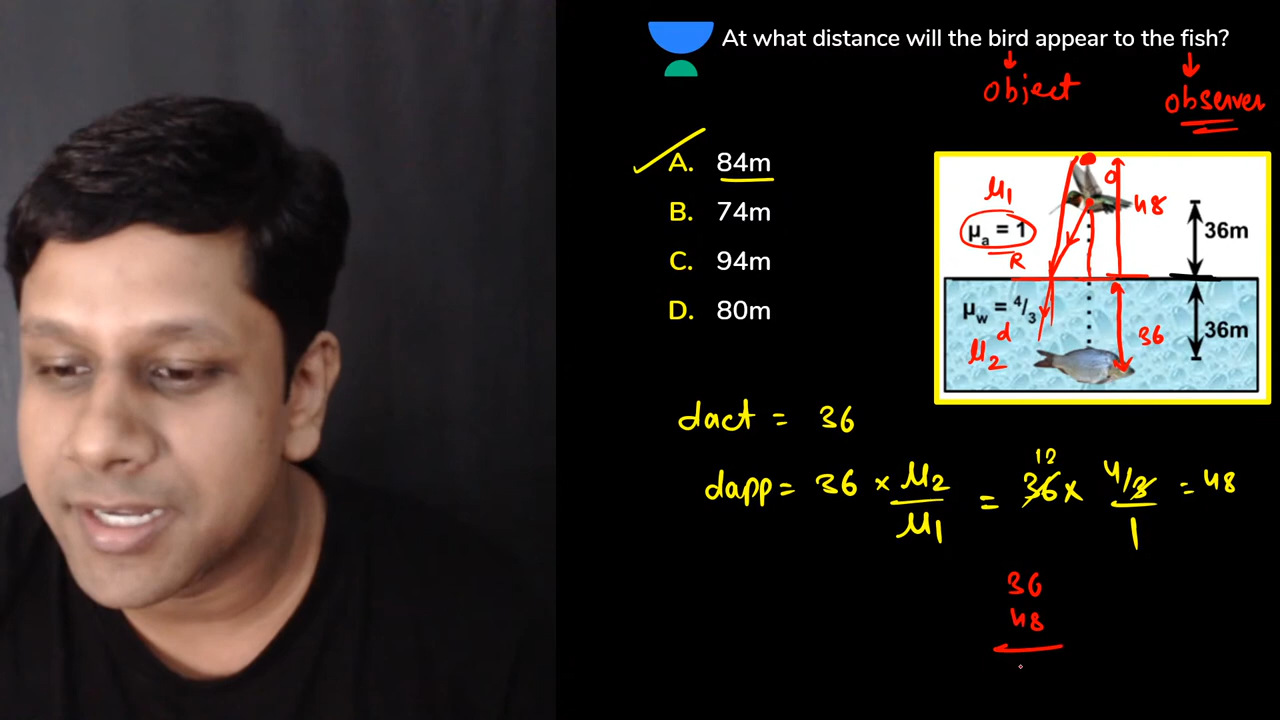 At what distance will the bird appear to the fish?
object
observer
A. 84m
B. 74m
C. 94m
D. 80m
μ1
μa = 1
R
O
48
36m
μw = 4/3
μ2
d
36
36m
dact = 36
dapp = 36 × μ2/μ1 = 36 × 4/3/1 = 48
12
36
48